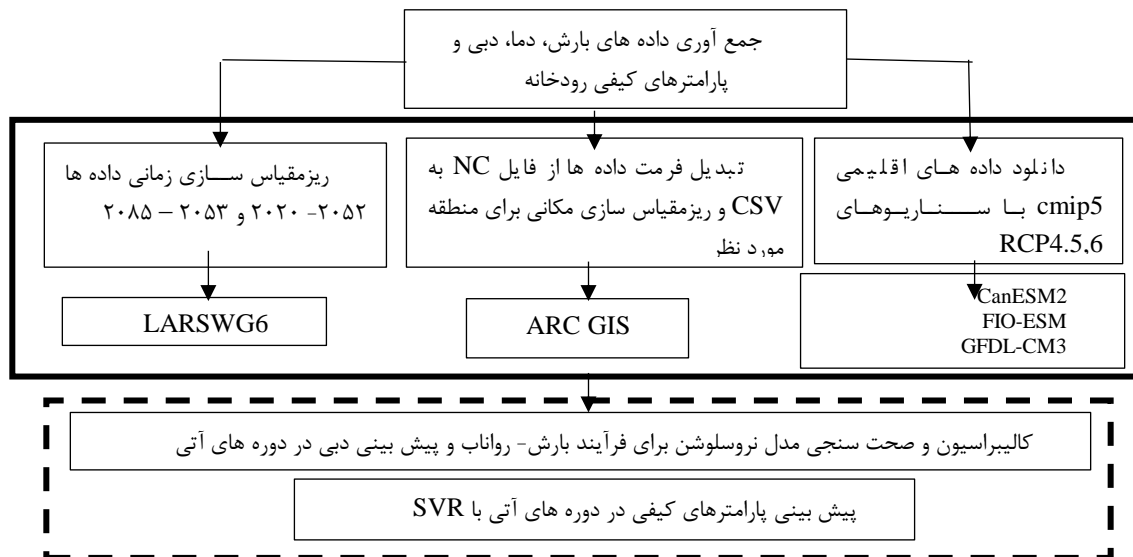 جمع آوری داده های بارش، دما، دبی و
پارامترهای کیفی رودخانه
دانلود داده های اقلیمی
cmip5 با سناریوهای
RCP4.5,6
تبدیل فرمت داده ها از فایل NC به
CSV و ریزمقیاس سازی مکانی برای منطقه
مورد نظر
ریزمقیاس سازی زمانی داده ها
۲۰۲۰ -۲۰۵۲ و ۲۰۵۳ – ۲۰۸۵
CanESM2
FIO-ESM
GFDL-CM3
ARC GIS
LARSWG6
کالیبراسیون و صحت سنجی مدل نروسلوشن برای فرآیند بارش- رواناب و پیش بینی دبی در دوره های آتی
پیش بینی پارامترهای کیفی در دوره های آتی با SVR